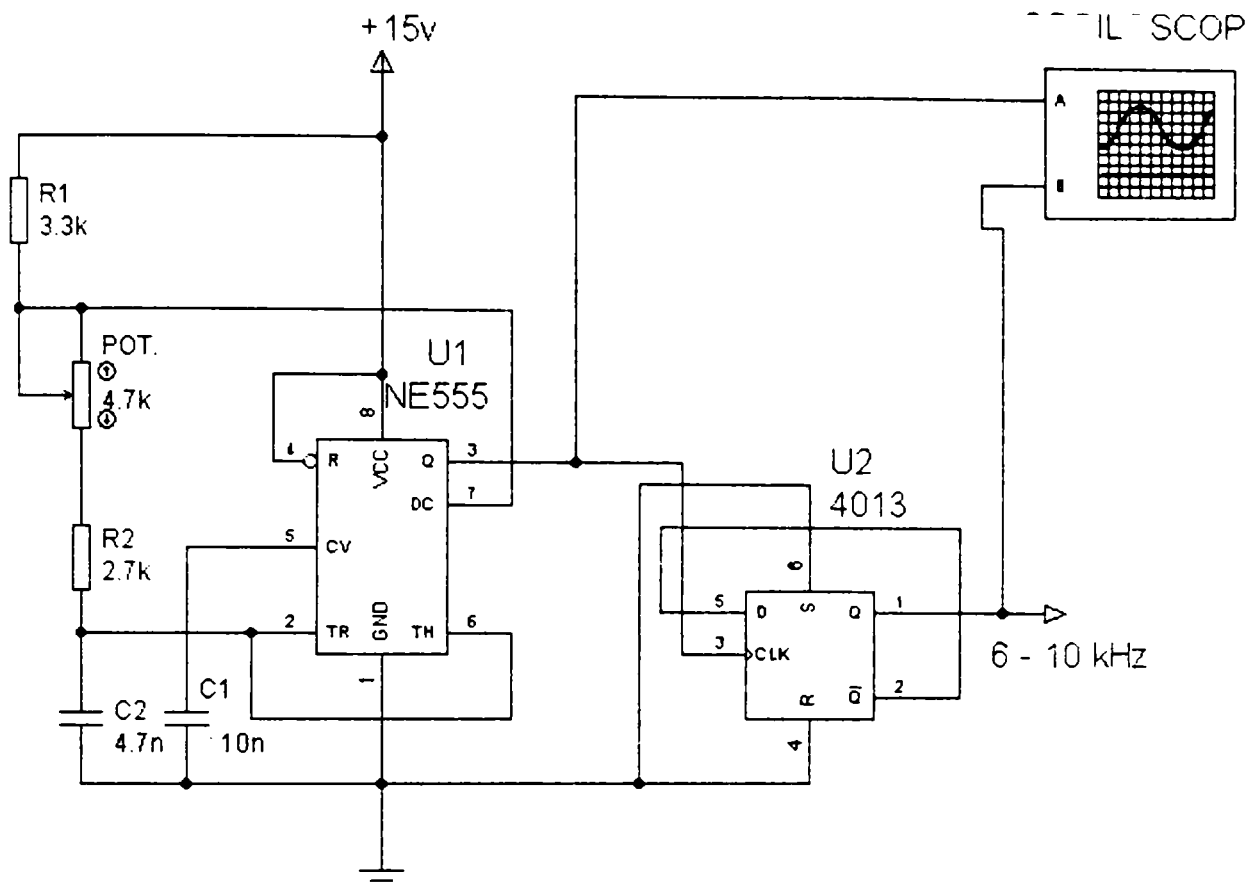 +15v
SCOP
A
R1
3.3k
POT.
4.7k
U1
NE555
8
R
VCC
Q
3
DC
7
U2
4013
R2
2.7k
5
CV
6
5
D
S
Q
1
2
TR
GND
TH
6
3
CLK
6 - 10 kHz
1
R
Q̅
2
C2
4.7n
C1
10n
4